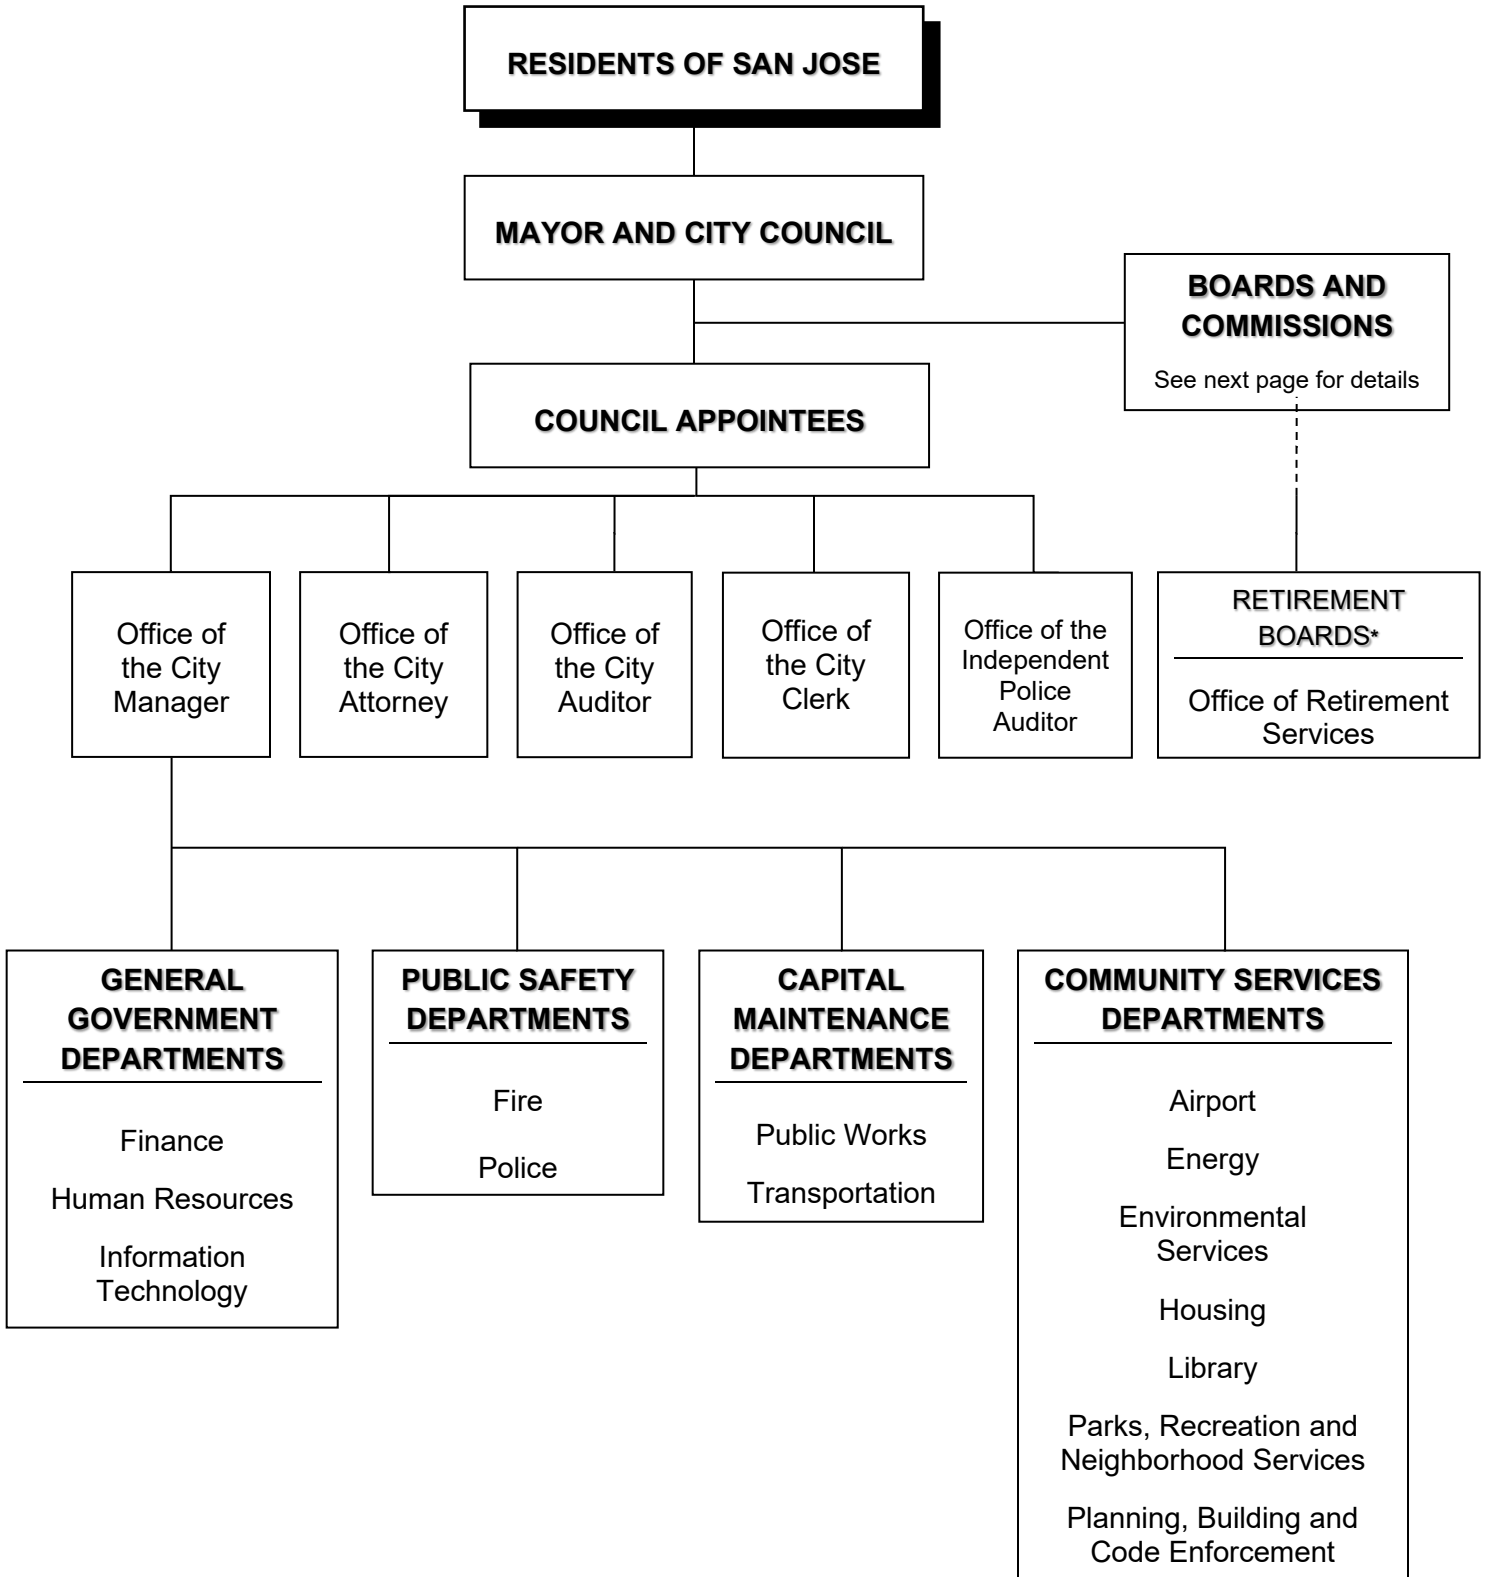 RESIDENTS OF SAN JOSE
MAYOR AND CITY COUNCIL
BOARDS AND
COMMISSIONS
See next page for details
COUNCIL APPOINTEES
Office of
the City
Manager
Office of
the City
Attorney
Office of
the City
Auditor
Office of
the City
Clerk
Office of the
Independent
Police
Auditor
RETIREMENT
BOARDS*
Office of Retirement
Services
GENERAL
GOVERNMENT
DEPARTMENTS
Finance
Human Resources
Information
Technology
PUBLIC SAFETY
DEPARTMENTS
Fire
Police
CAPITAL
MAINTENANCE
DEPARTMENTS
Public Works
Transportation
COMMUNITY SERVICES
DEPARTMENTS
Airport
Energy
Environmental
Services
Housing
Library
Parks, Recreation and
Neighborhood Services
Planning, Building and
Code Enforcement